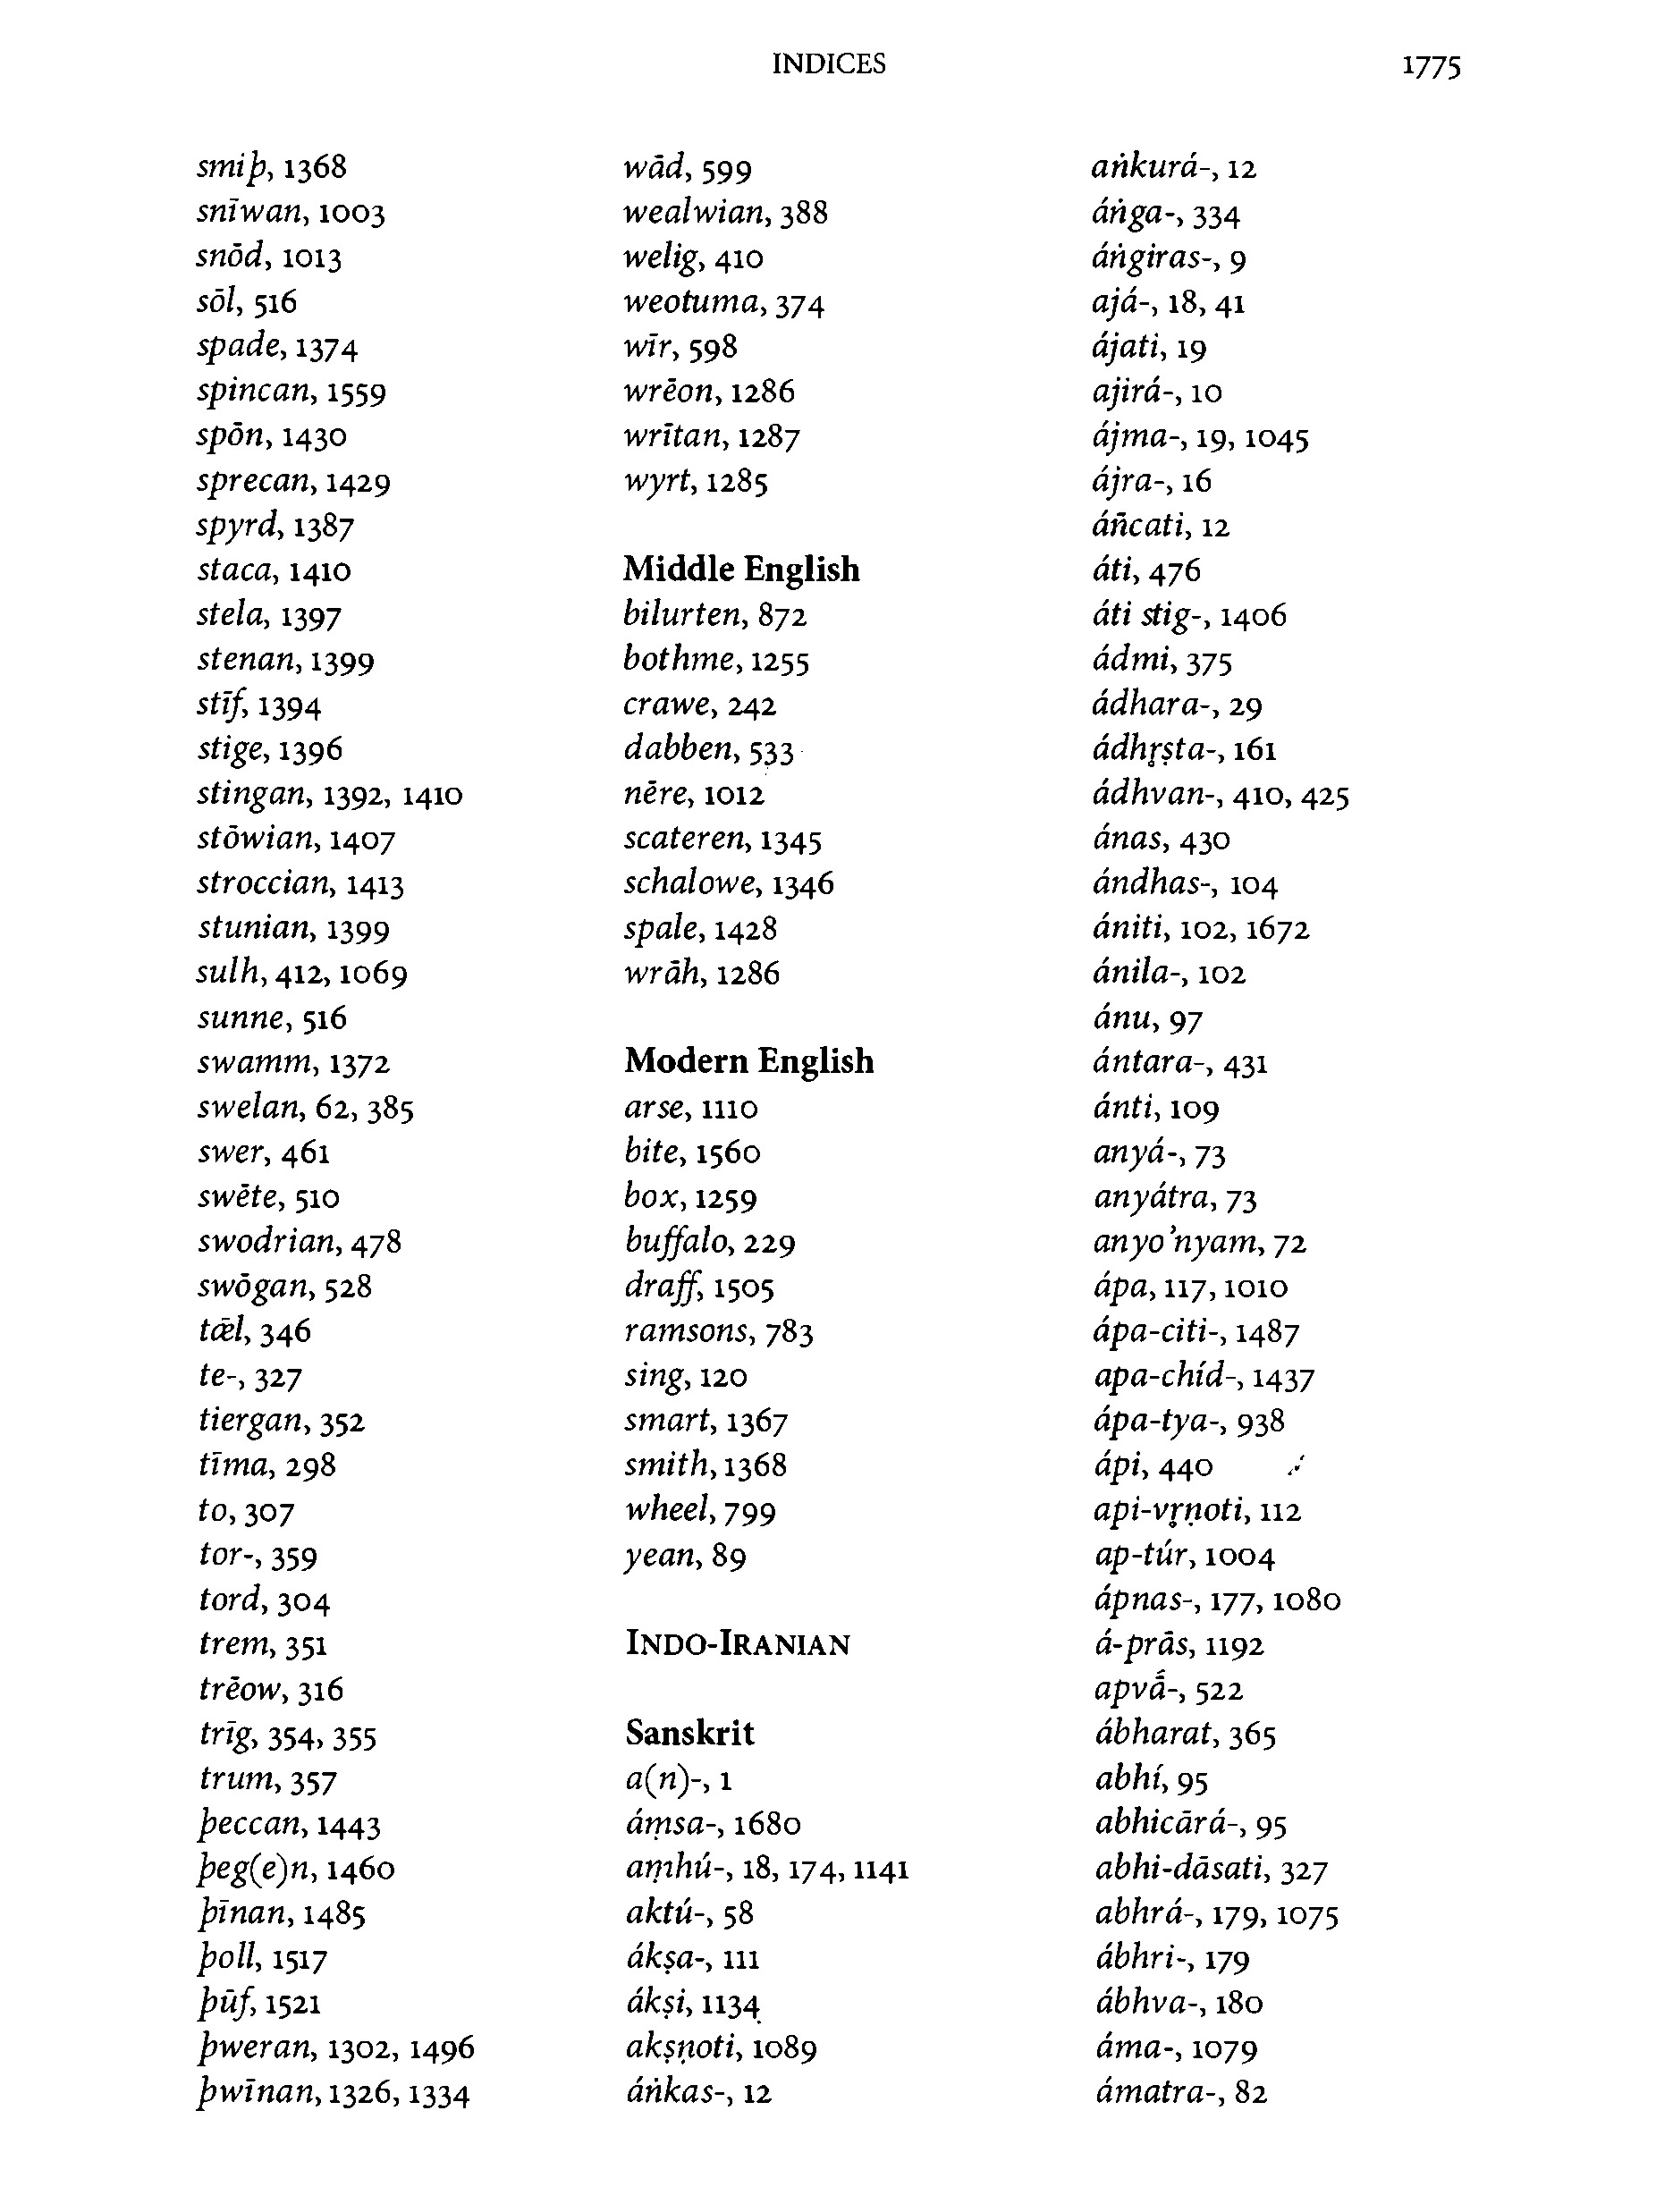 INDICES
1775
smiþ, 1368
snīwan, 1003
snōd, 1013
sōl, 516
spade, 1374
spincan, 1559
spōn, 1430
sprecan, 1429
spyrd, 1387
staca, 1410
stela, 1397
stenan, 1399
stīf, 1394
stige, 1396
stingan, 1392, 1410
stōwian, 1407
stroccian, 1413
stunian, 1399
sulh, 412, 1069
sunne, 516
swamm, 1372
swelan, 62, 385
swer, 461
swēte, 510
swodrian, 478
swōgan, 528
tǣl, 346
te-, 327
tiergan, 352
tīma, 298
to, 307
tor-, 359
tord, 304
trem, 351
trēow, 316
trīg, 354, 355
trum, 357
þeccan, 1443
þeg(e)n, 1460
þīnan, 1485
þoll, 1517
þūf, 1521
þweran, 1302, 1496
þwīnan, 1326, 1334
wād, 599
wealwian, 388
welig, 410
weotuma, 374
wīr, 598
wrēon, 1286
wrītan, 1287
wyrt, 1285
Middle English
bilurten, 872
bothme, 1255
crawe, 242
dabben, 533
nēre, 1012
scateren, 1345
schalowe, 1346
spale, 1428
wrāh, 1286
Modern English
arse, 1110
bite, 1560
box, 1259
buffalo, 229
draff, 1505
ramsons, 783
sing, 120
smart, 1367
smith, 1368
wheel, 799
yean, 89
INDO-IRANIAN
Sanskrit
a(n)-, 1
áṃsa-, 1680
aṃhú-, 18, 174, 1141
aktú-, 58
ákṣa-, 111
ákṣi, 1134
akṣṇoti, 1089
áṅkas-, 12
aṅkurá-, 12
áṅga-, 334
áṅgiras-, 9
ajá-, 18, 41
ájati, 19
ajirá-, 10
ájma-, 19, 1045
ájra-, 16
áñcati, 12
áti, 476
áti stig-, 1406
ádmi, 375
ádhara-, 29
ádhr̥ṣta-, 161
ádhvan-, 410, 425
ánas, 430
ándhas-, 104
ániti, 102, 1672
ánila-, 102
ánu, 97
ántara-, 431
ánti, 109
anyá-, 73
anyátra, 73
anyo'nyam, 72
ápa, 117, 1010
ápa-citi-, 1487
apa-chíd-, 1437
ápa-tya-, 938
ápi, 440
api-vr̥ṇoti, 112
ap-túr, 1004
ápnas-, 177, 1080
á-prās, 1192
apvā́-, 522
ábharat, 365
abhí, 95
abhicārá-, 95
abhi-dāsati, 327
abhrá-, 179, 1075
ábhri-, 179
ábhva-, 180
áma-, 1079
ámatra-, 82